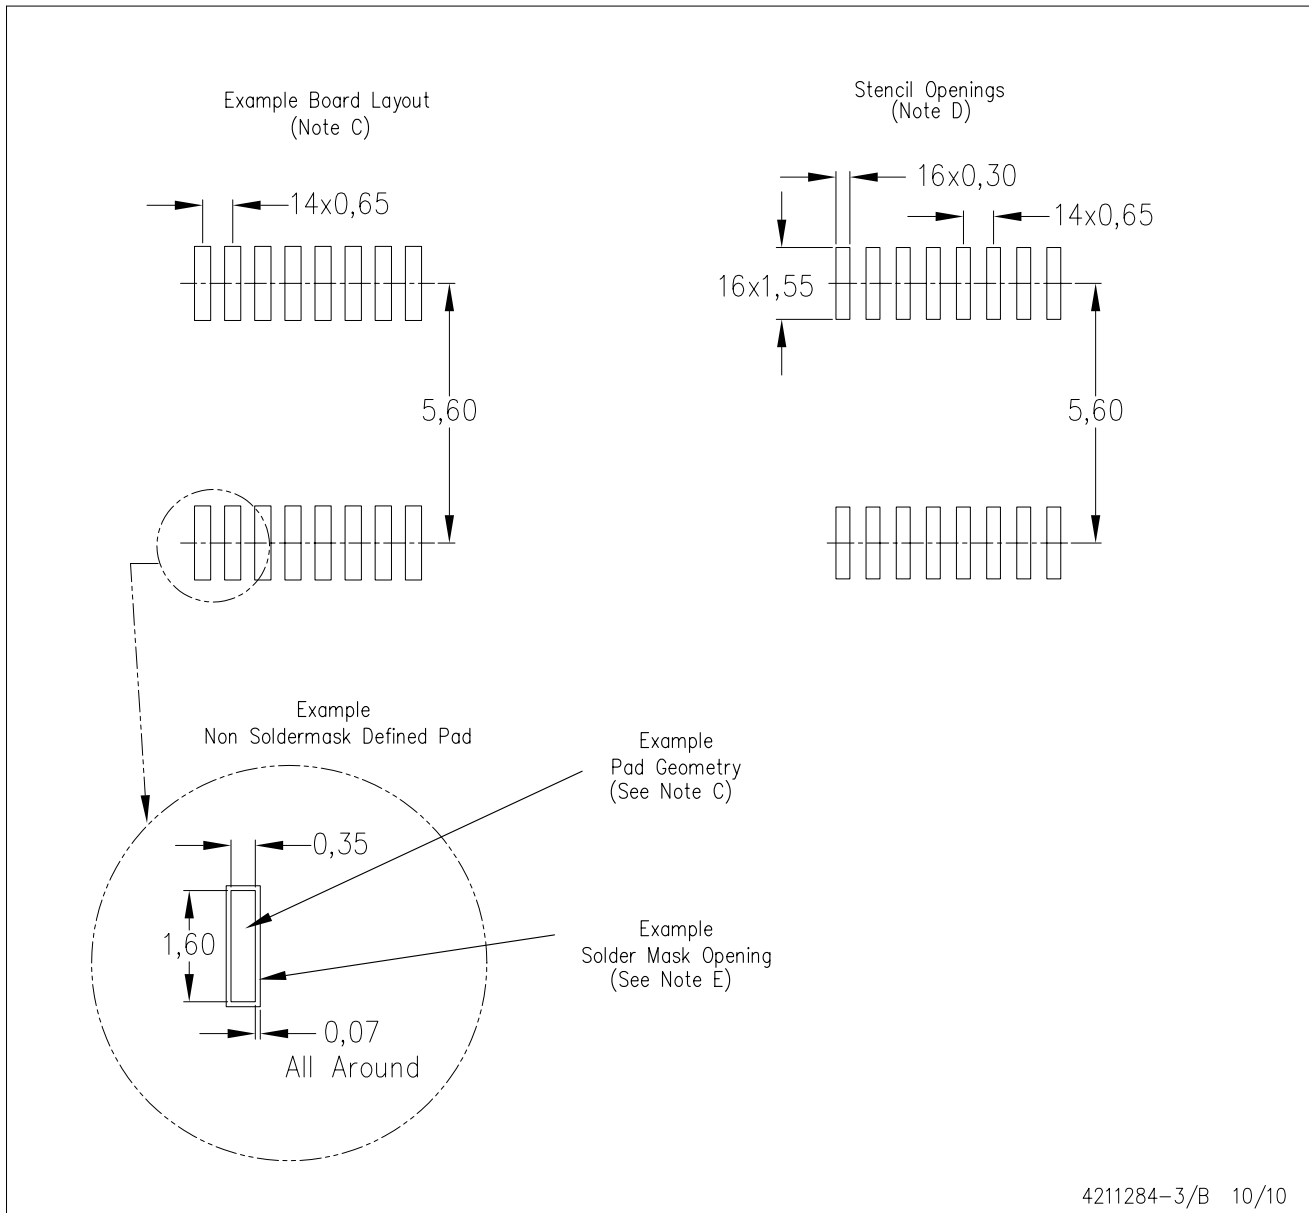 Example Board Layout
(Note C)
Stencil Openings
(Note D)
14x0,65
16x0,30
14x0,65
16x1,55
5,60
5,60
Example
Non Soldermask Defined Pad
Example
Pad Geometry
(See Note C)
0,35
1,60
Example
Solder Mask Opening
(See Note E)
0,07
All Around
4211284-3/B 10/10